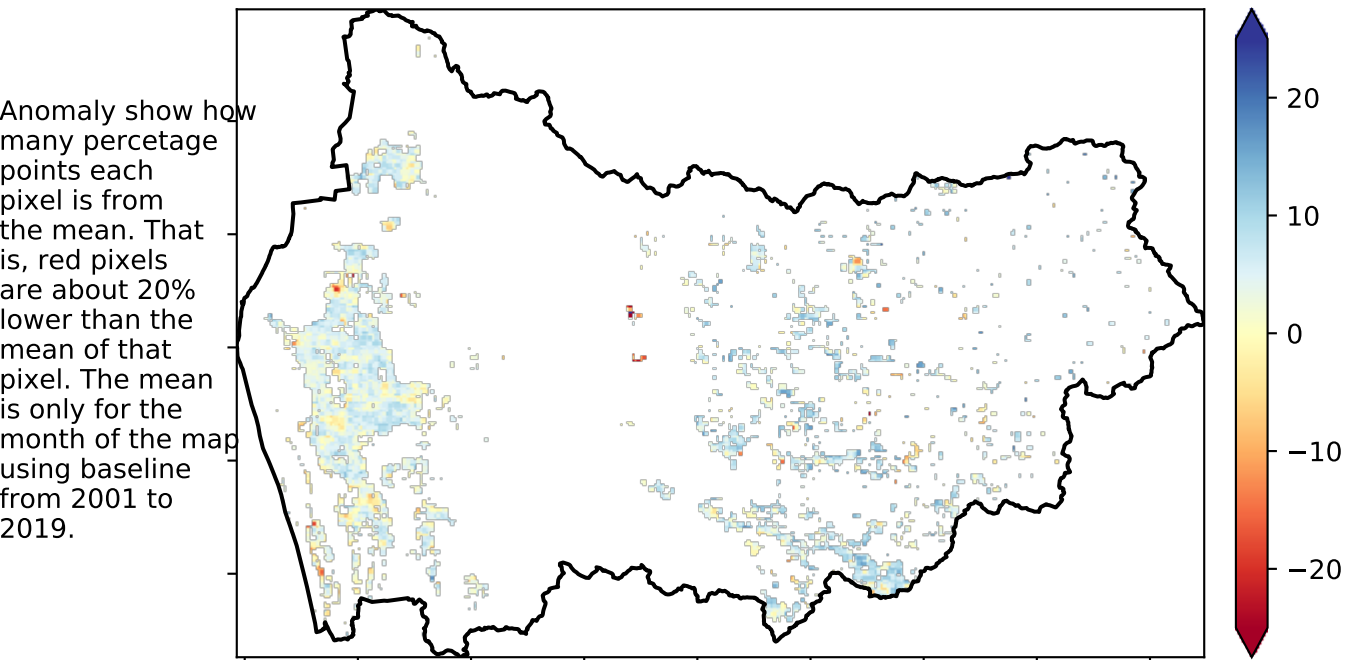 Anomaly show how
many percetage
points each
pixel is from
the mean. That
is, red pixels
are about 20%
lower than the
mean of that
pixel. The mean
is only for the
month of the map
using baseline
from 2001 to
2019.
20
10
0
−10
−20